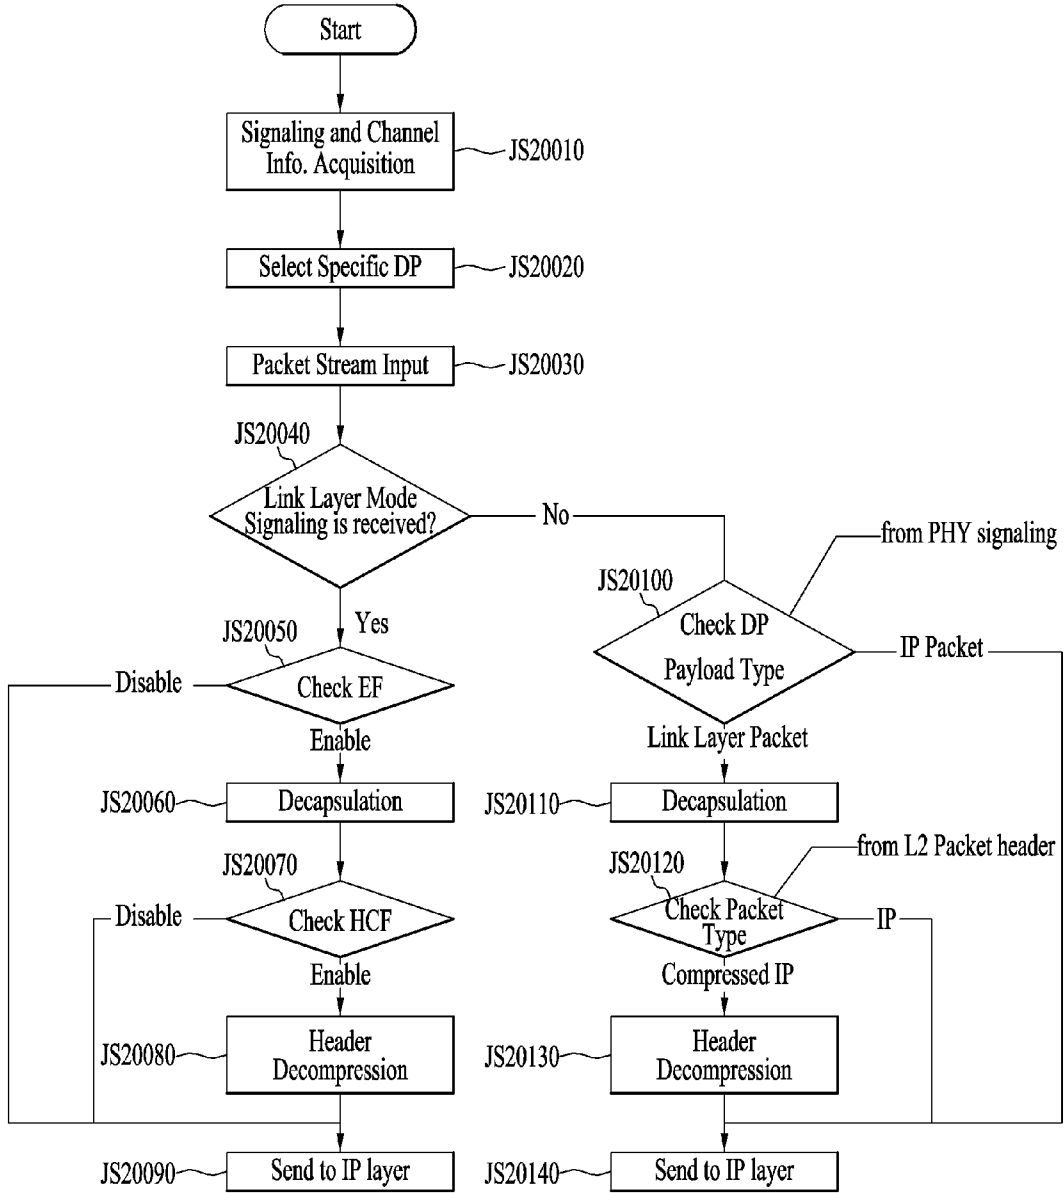 Start
Signaling and Channel
Info. Acquisition
JS20010
Select Specific DP
JS20020
Packet Stream Input
JS20030
JS20040
Link Layer Mode
Signaling is received?
No
from PHY signaling
JS20100
Check DP
Payload Type
IP Packet
Yes
JS20050
Disable
Check EF
Enable
Link Layer Packet
JS20060
Decapsulation
JS20110
Decapsulation
from L2 Packet header
JS20070
JS20120
Disable
Check HCF
Check Packet
Type
IP
Enable
Compressed IP
JS20080
Header
Decompression
JS20130
Header
Decompression
JS20090
Send to IP layer
JS20140
Send to IP layer